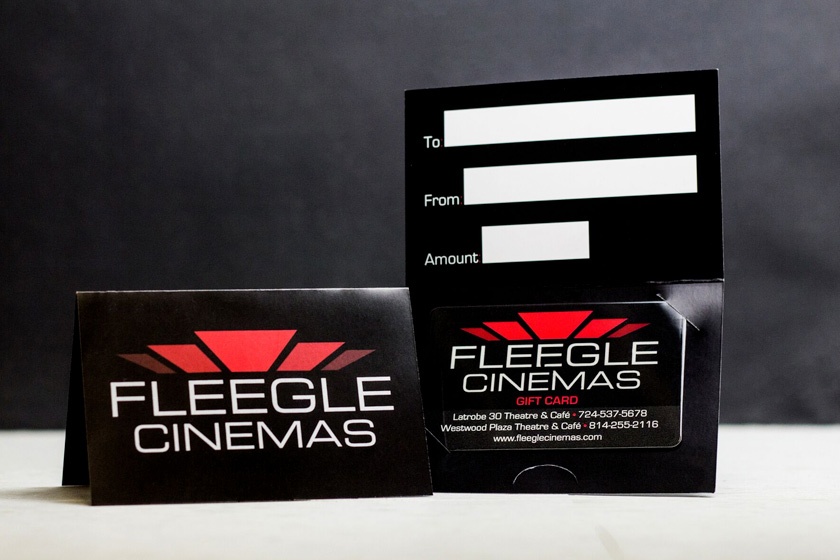 FLEEGLE
CINEMAS
To
From
Amount
FLEEGLE
CINEMAS
GIFT CARD
Latrobe 30 Theatre & Café • 724-537-5678
Westwood Plaza Theatre & Café • 814-255-2116
www.fleeglecinemas.com